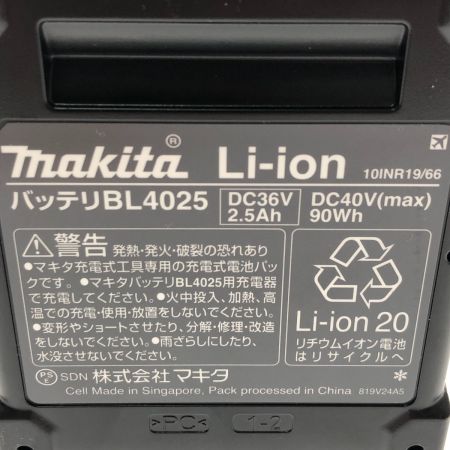 makita® Li-ion 10INR19/66
バッテリBL4025 DC36V 2.5Ah DC40V(max) 90Wh
⚠警告 発熱・発火・破裂の恐れあり
●マキタ充電式工具専用の充電式電池パッ
クです。●マキタバッテリBL4025用充電器
で充電してください。●火中投入、加熱、高
温での充電・使用・放置をしないでください。
●変形やショートさせたり、分解・修理・改造
をしないでください。●雨ざらしにしたり、
水没させないでください。
Li-ion 20
リチウムイオン電池
はリサイクルへ
PSE SDN 株式会社 マキタ *
Cell Made in Singapore, Pack processed in China 819V24A5
>PC< 1-2